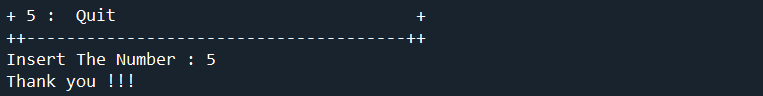 + 5 :  Quit                              +
++--------------------------------------++
Insert The Number : 5
Thank you !!!